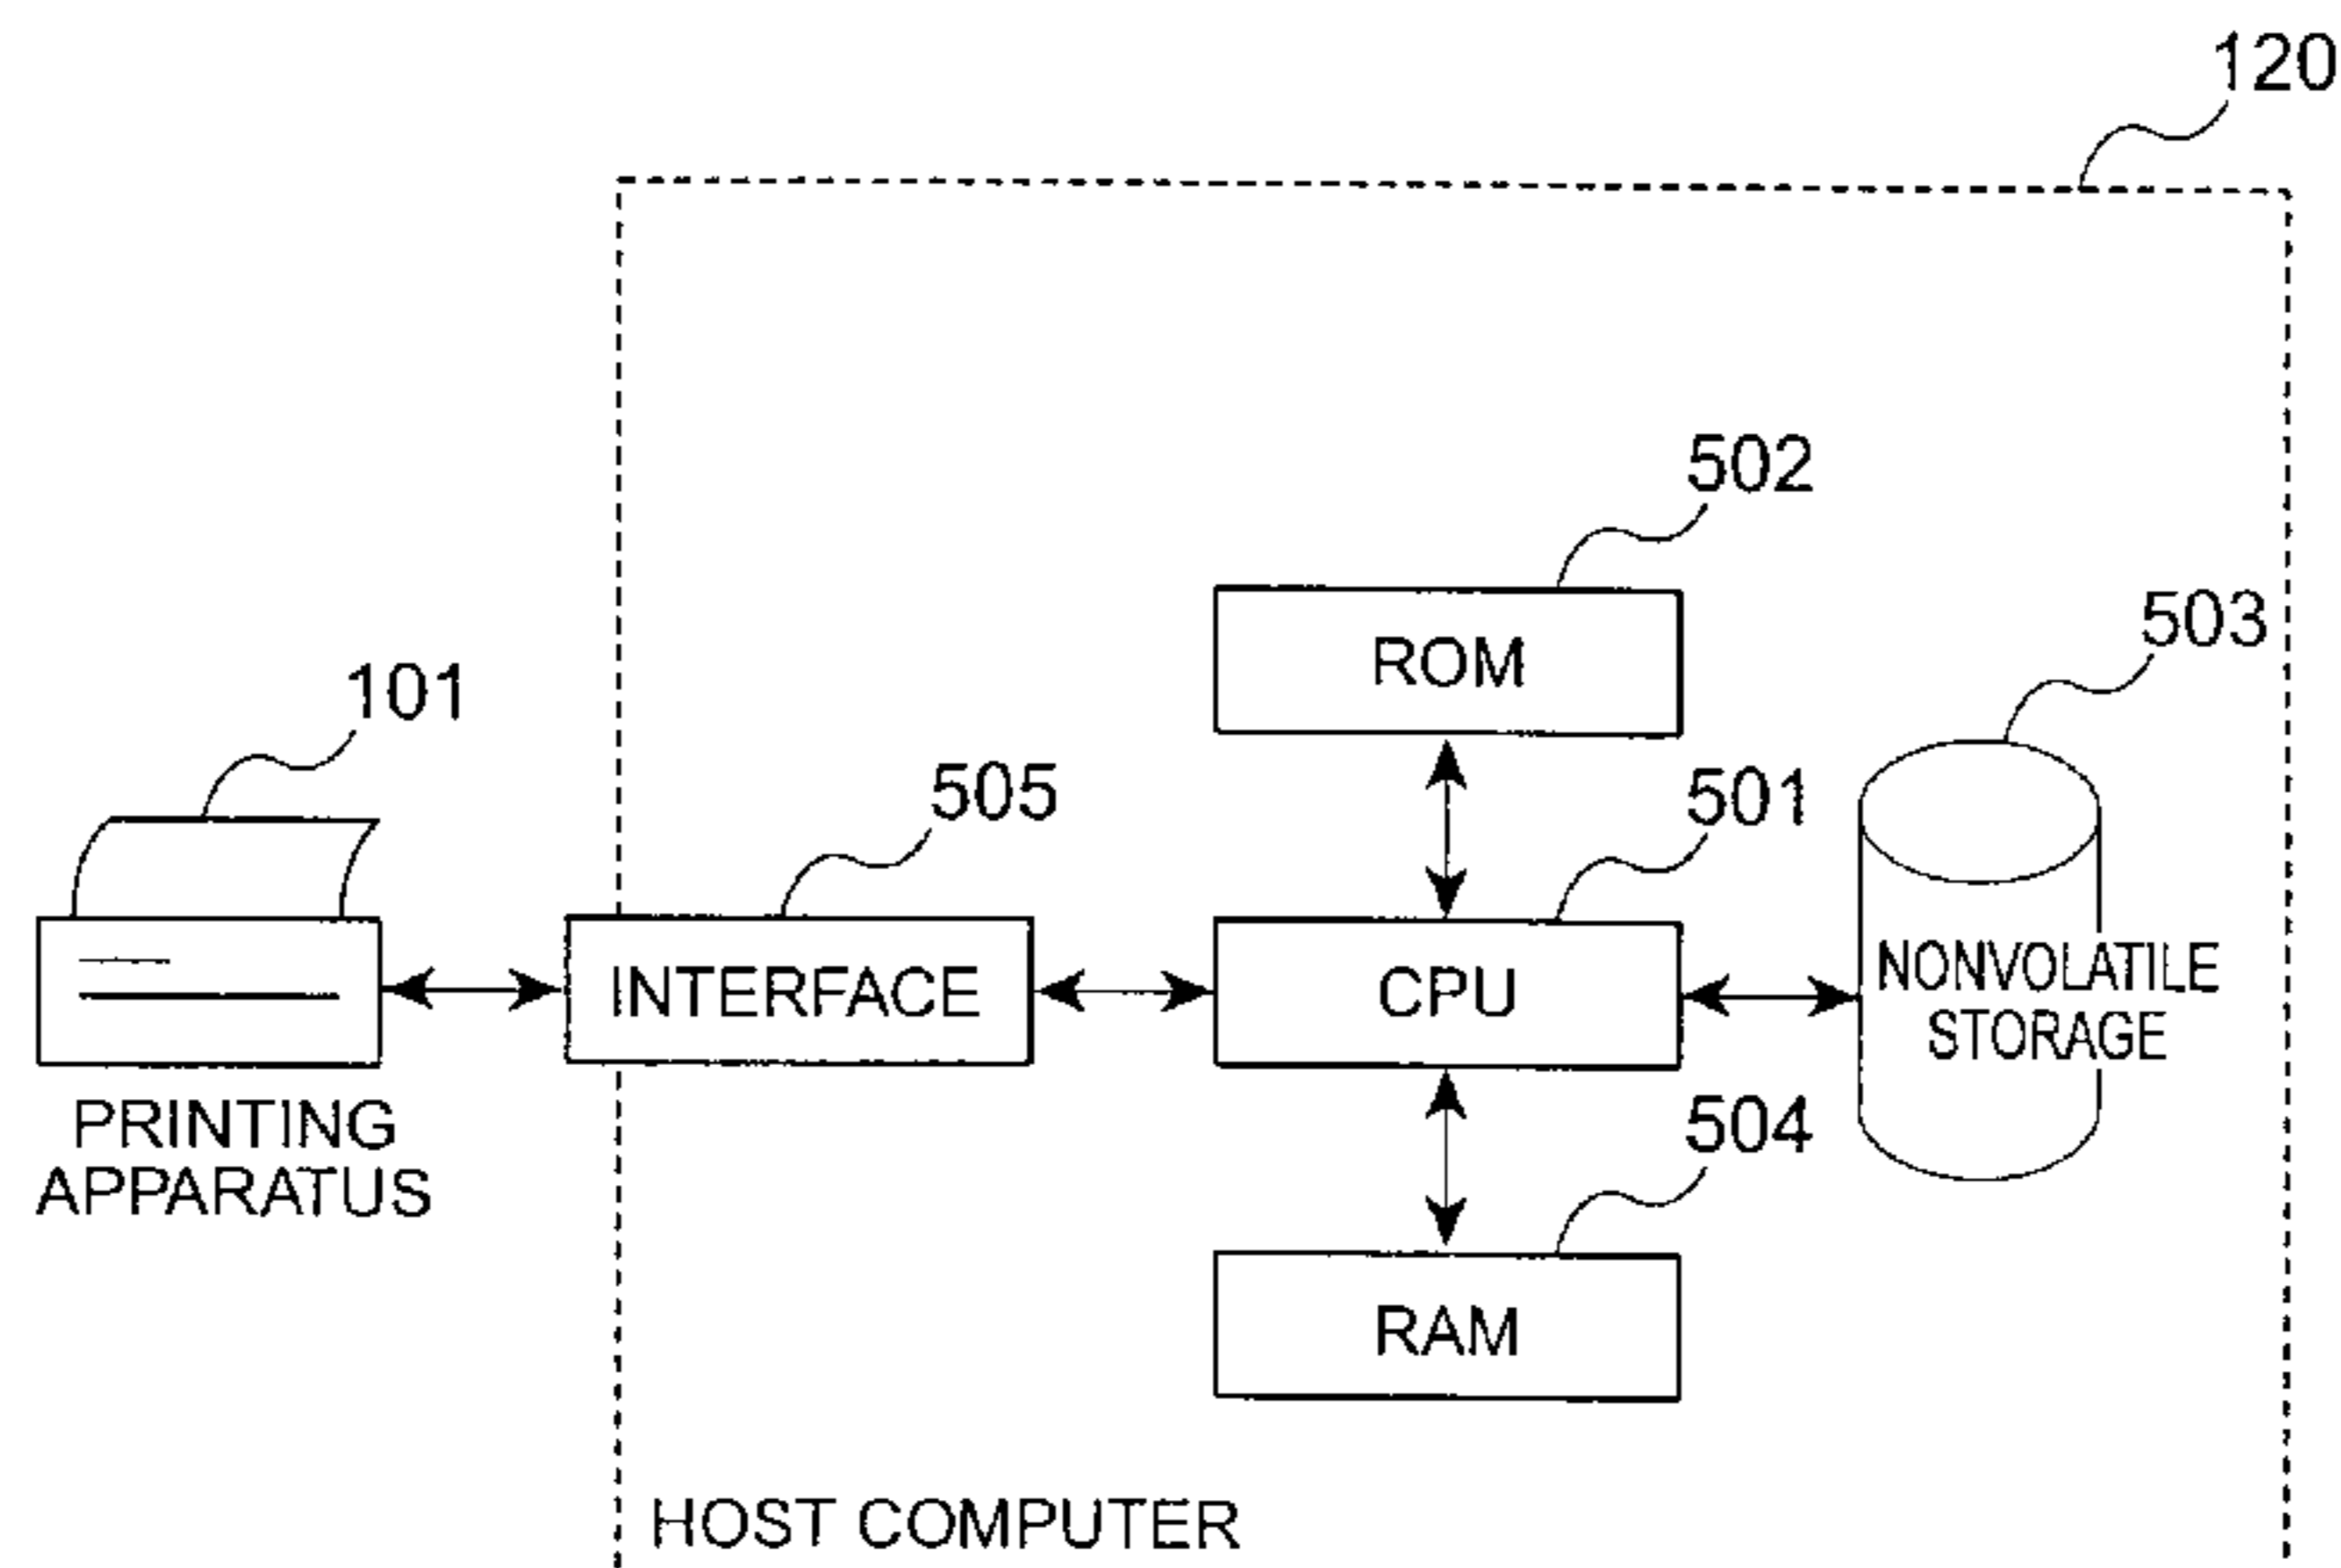 120
502
ROM
503
101
505
501
INTERFACE
CPU
NONVOLATILE
STORAGE
PRINTING
APPARATUS
504
RAM
HOST COMPUTER